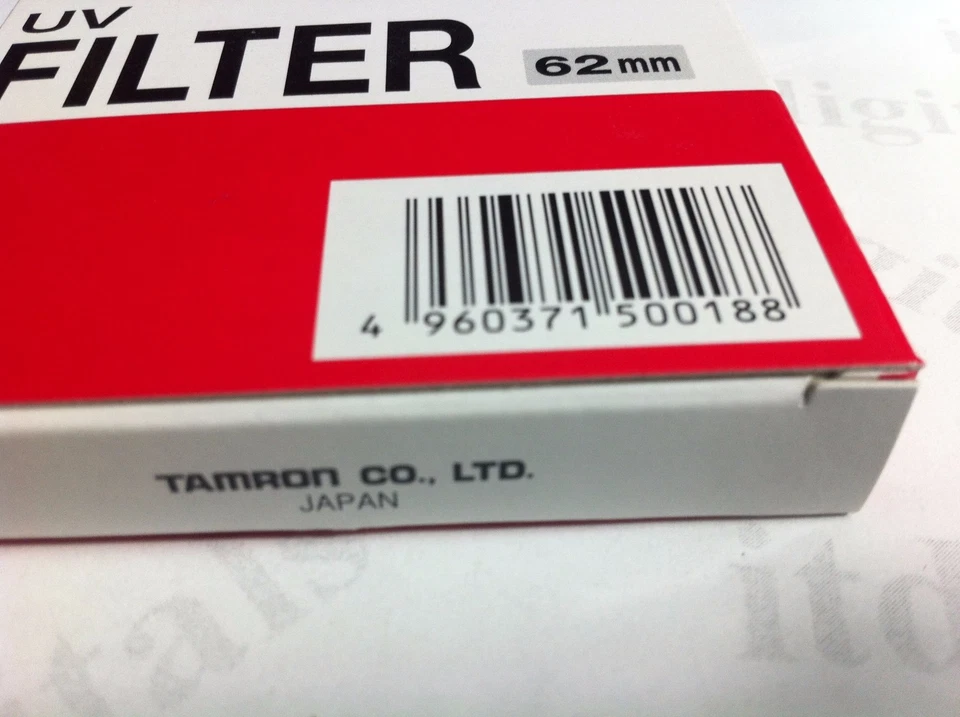 UV
FILTER 62mm
4 960371 500188
TAMRON CO., LTD.
JAPAN